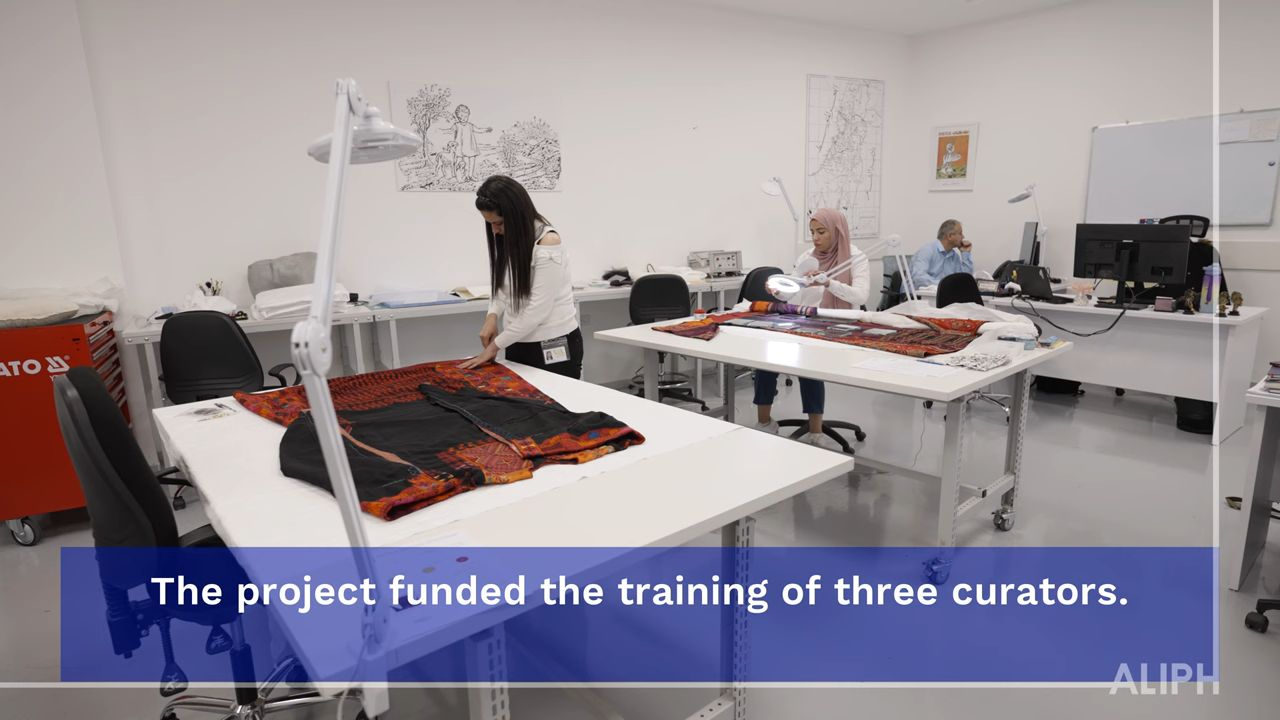 ATO
The project funded the training of three curators.
ALIPH